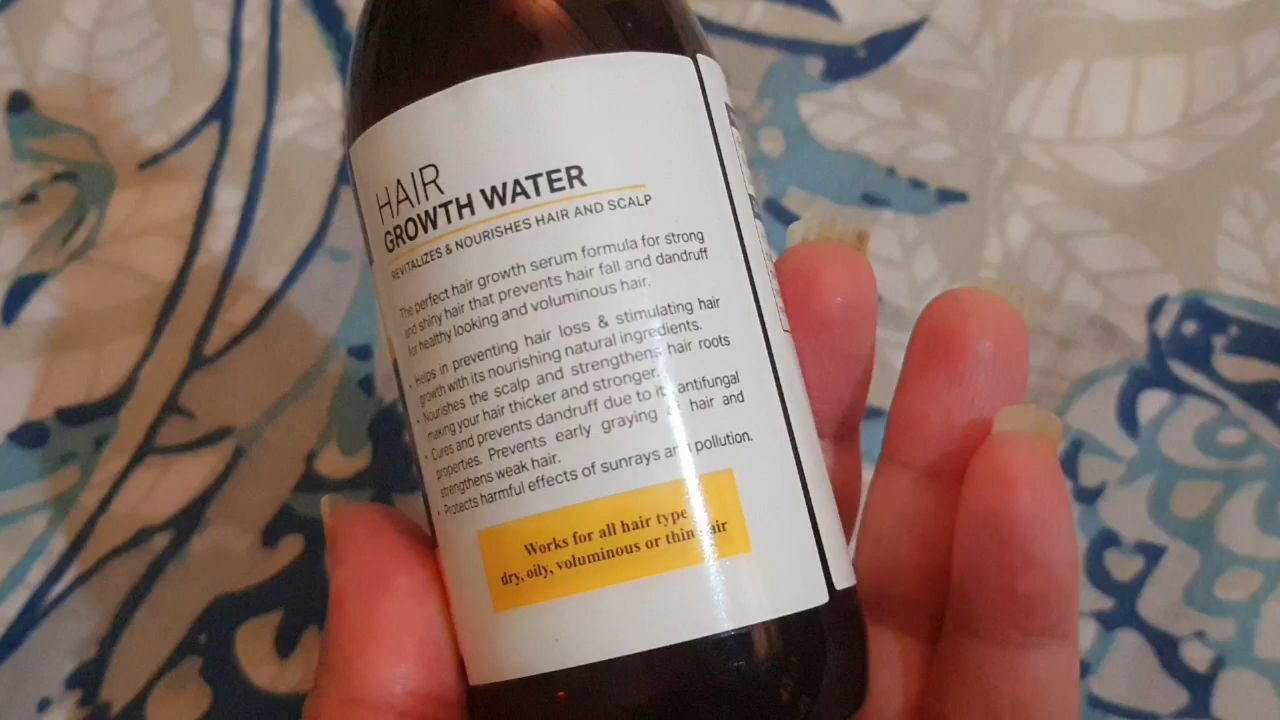 HAIR
GROWTH WATER
REVITALIZES & NOURISHES HAIR AND SCALP
The perfect hair growth serum formula for strong
and shiny hair that prevents hair fall and dandruff
for healthy looking and voluminous hair.
• Helps in preventing hair loss & stimulating hair
growth with its nourishing natural ingredients.
• Nourishes the scalp and strengthens hair roots
making your hair thicker and stronger.
• Cures and prevents dandruff due to its antifungal
properties. Prevents early graying of hair and
strengthens weak hair.
• Protects harmful effects of sunrays and pollution.
Works for all hair type
dry, oily, voluminous or thin hair